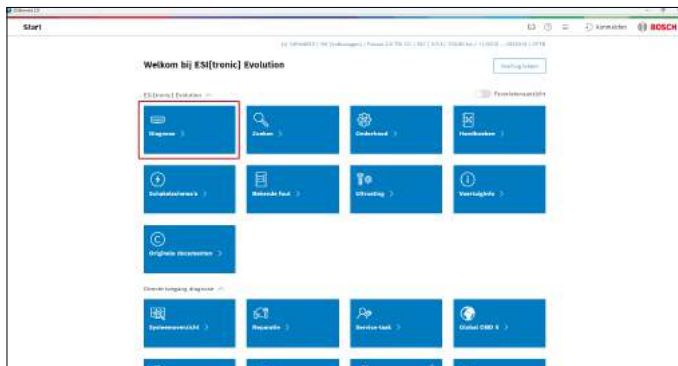 Start
Aanmelden
BOSCH
Welkom bij ESI[tronic] Evolution
ESI[tronic] Evolution
Favorietenoverzicht
Diagnose
Zoeken
Onderhoud
Handboeken
Schakelschema's
Bekende fout
Uitrusting
Voertuiginfo
Originele documenten
Directe toegang diagnose
Systeemoverzicht
Reparatie
Service-taak
Global OBD II